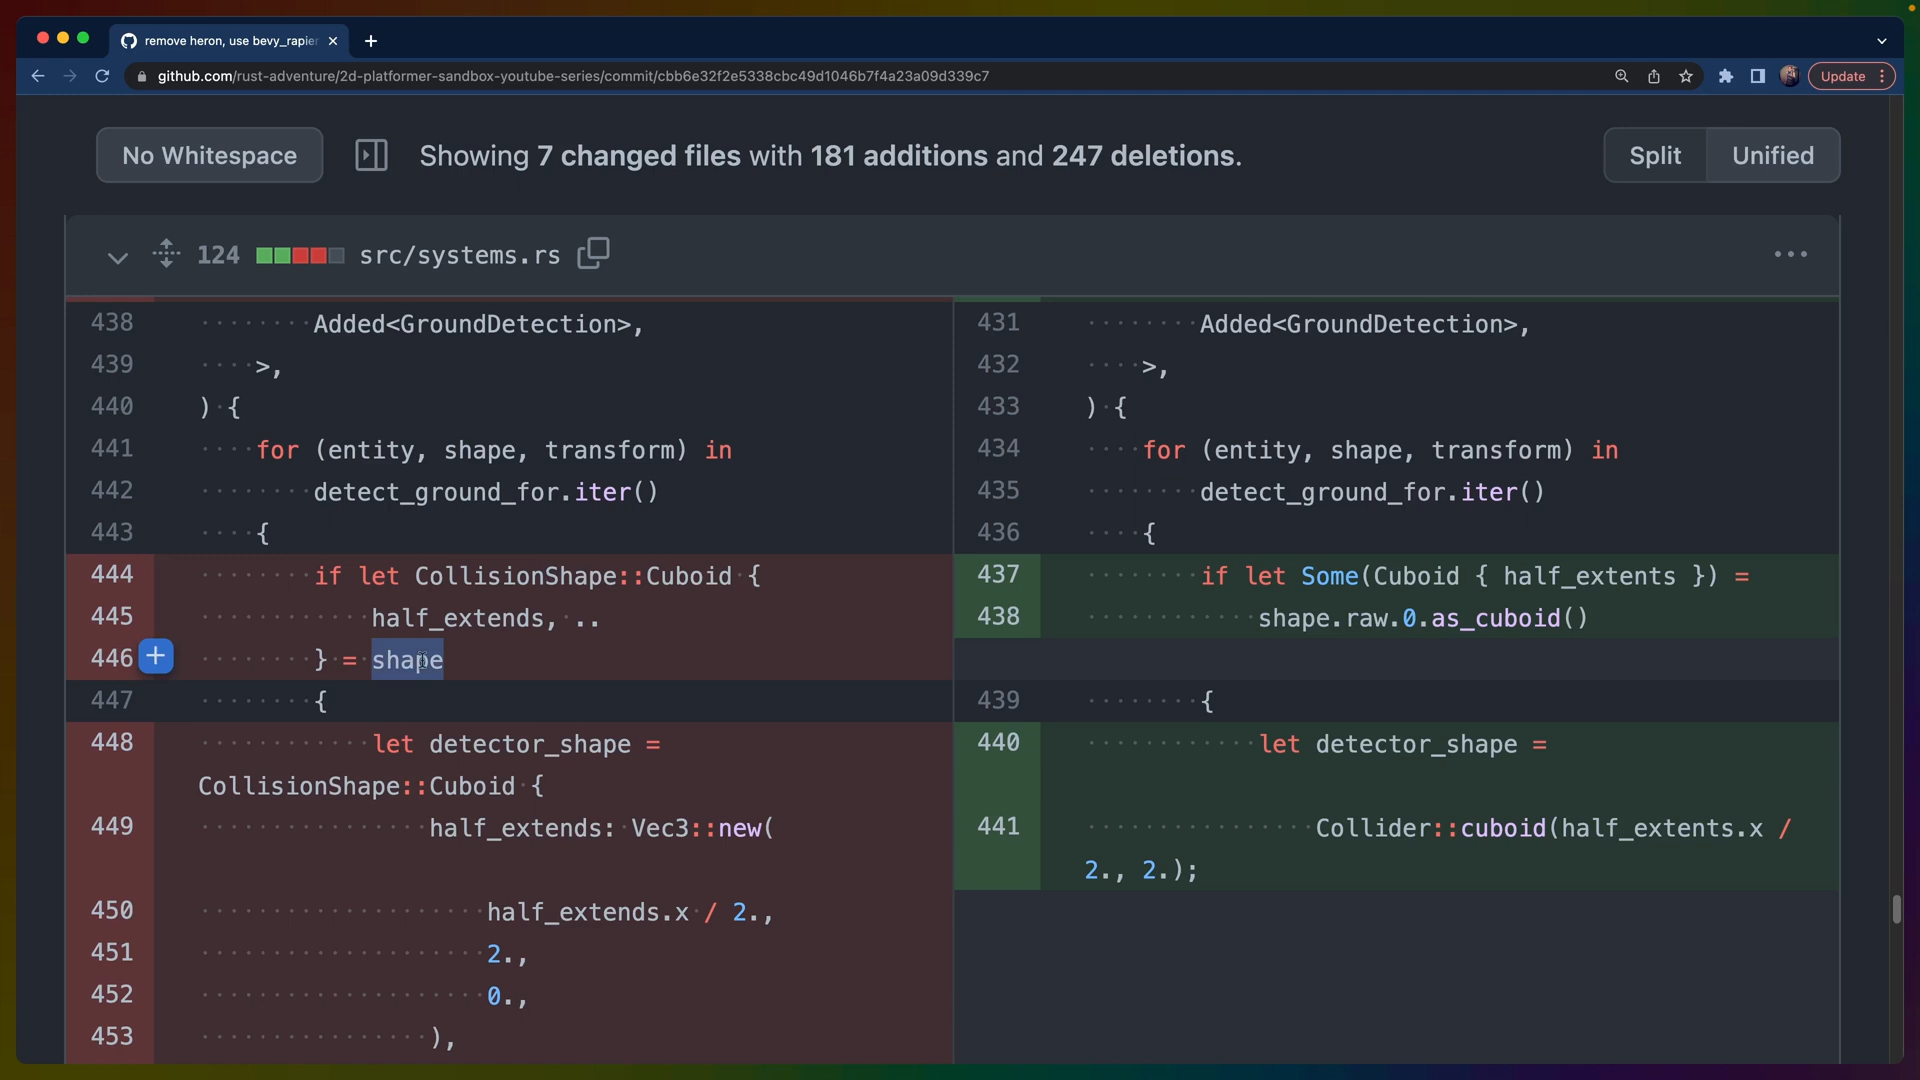 remove heron, use bevy_rapier
github.com/rust-adventure/2d-platformer-sandbox-youtube-series/commit/cbb6e32f2e5338cbc49d1046b7f4a23a09d339c7
Update
No Whitespace
Showing 7 changed files with 181 additions and 247 deletions.
Split
Unified
124
src/systems.rs
438 ········Added<GroundDetection>,
439 ····>,
440 )·{
441 ····for (entity, shape, transform) in
442 ········detect_ground_for.iter()
443 ····{
444 ········if let CollisionShape::Cuboid·{
445 ············half_extends,·..
446 ········}·=·shape
447 ········{
448 ············let detector_shape =
CollisionShape::Cuboid·{
449 ················half_extends:·Vec3::new(
450 ····················half_extends.x·/ 2.,
451 ····················2.,
452 ····················0.,
453 ················),
431 ········Added<GroundDetection>,
432 ····>,
433 )·{
434 ····for (entity, shape, transform) in
435 ········detect_ground_for.iter()
436 ····{
437 ········if let Some(Cuboid { half_extents }) =
438 ············shape.raw.0.as_cuboid()
439 ········{
440 ············let detector_shape =
441 ················Collider::cuboid(half_extents.x /
2., 2.);